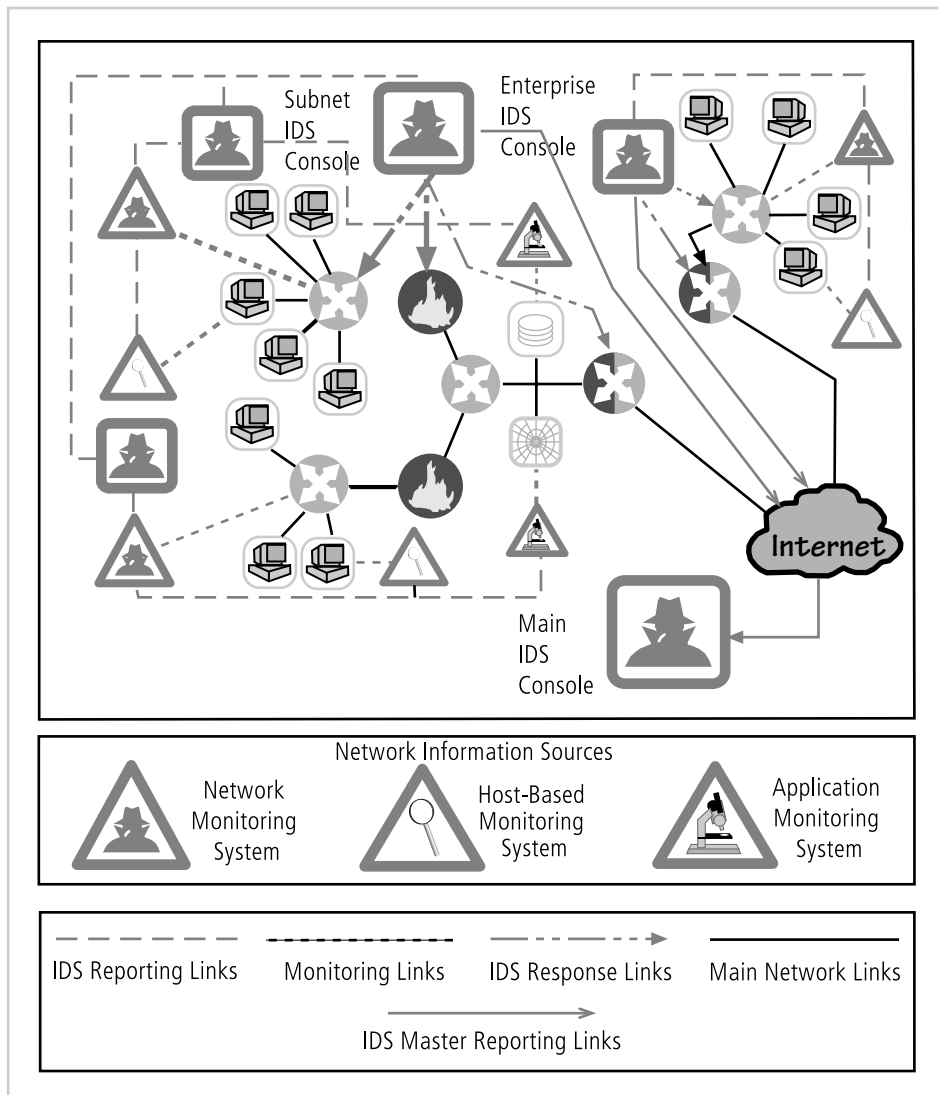 Subnet
IDS
Console
Enterprise
IDS
Console
Internet
Main
IDS
Console
Network Information Sources
Network
Monitoring
System
Host-Based
Monitoring
System
Application
Monitoring
System
IDS Reporting Links
Monitoring Links
IDS Response Links
Main Network Links
IDS Master Reporting Links